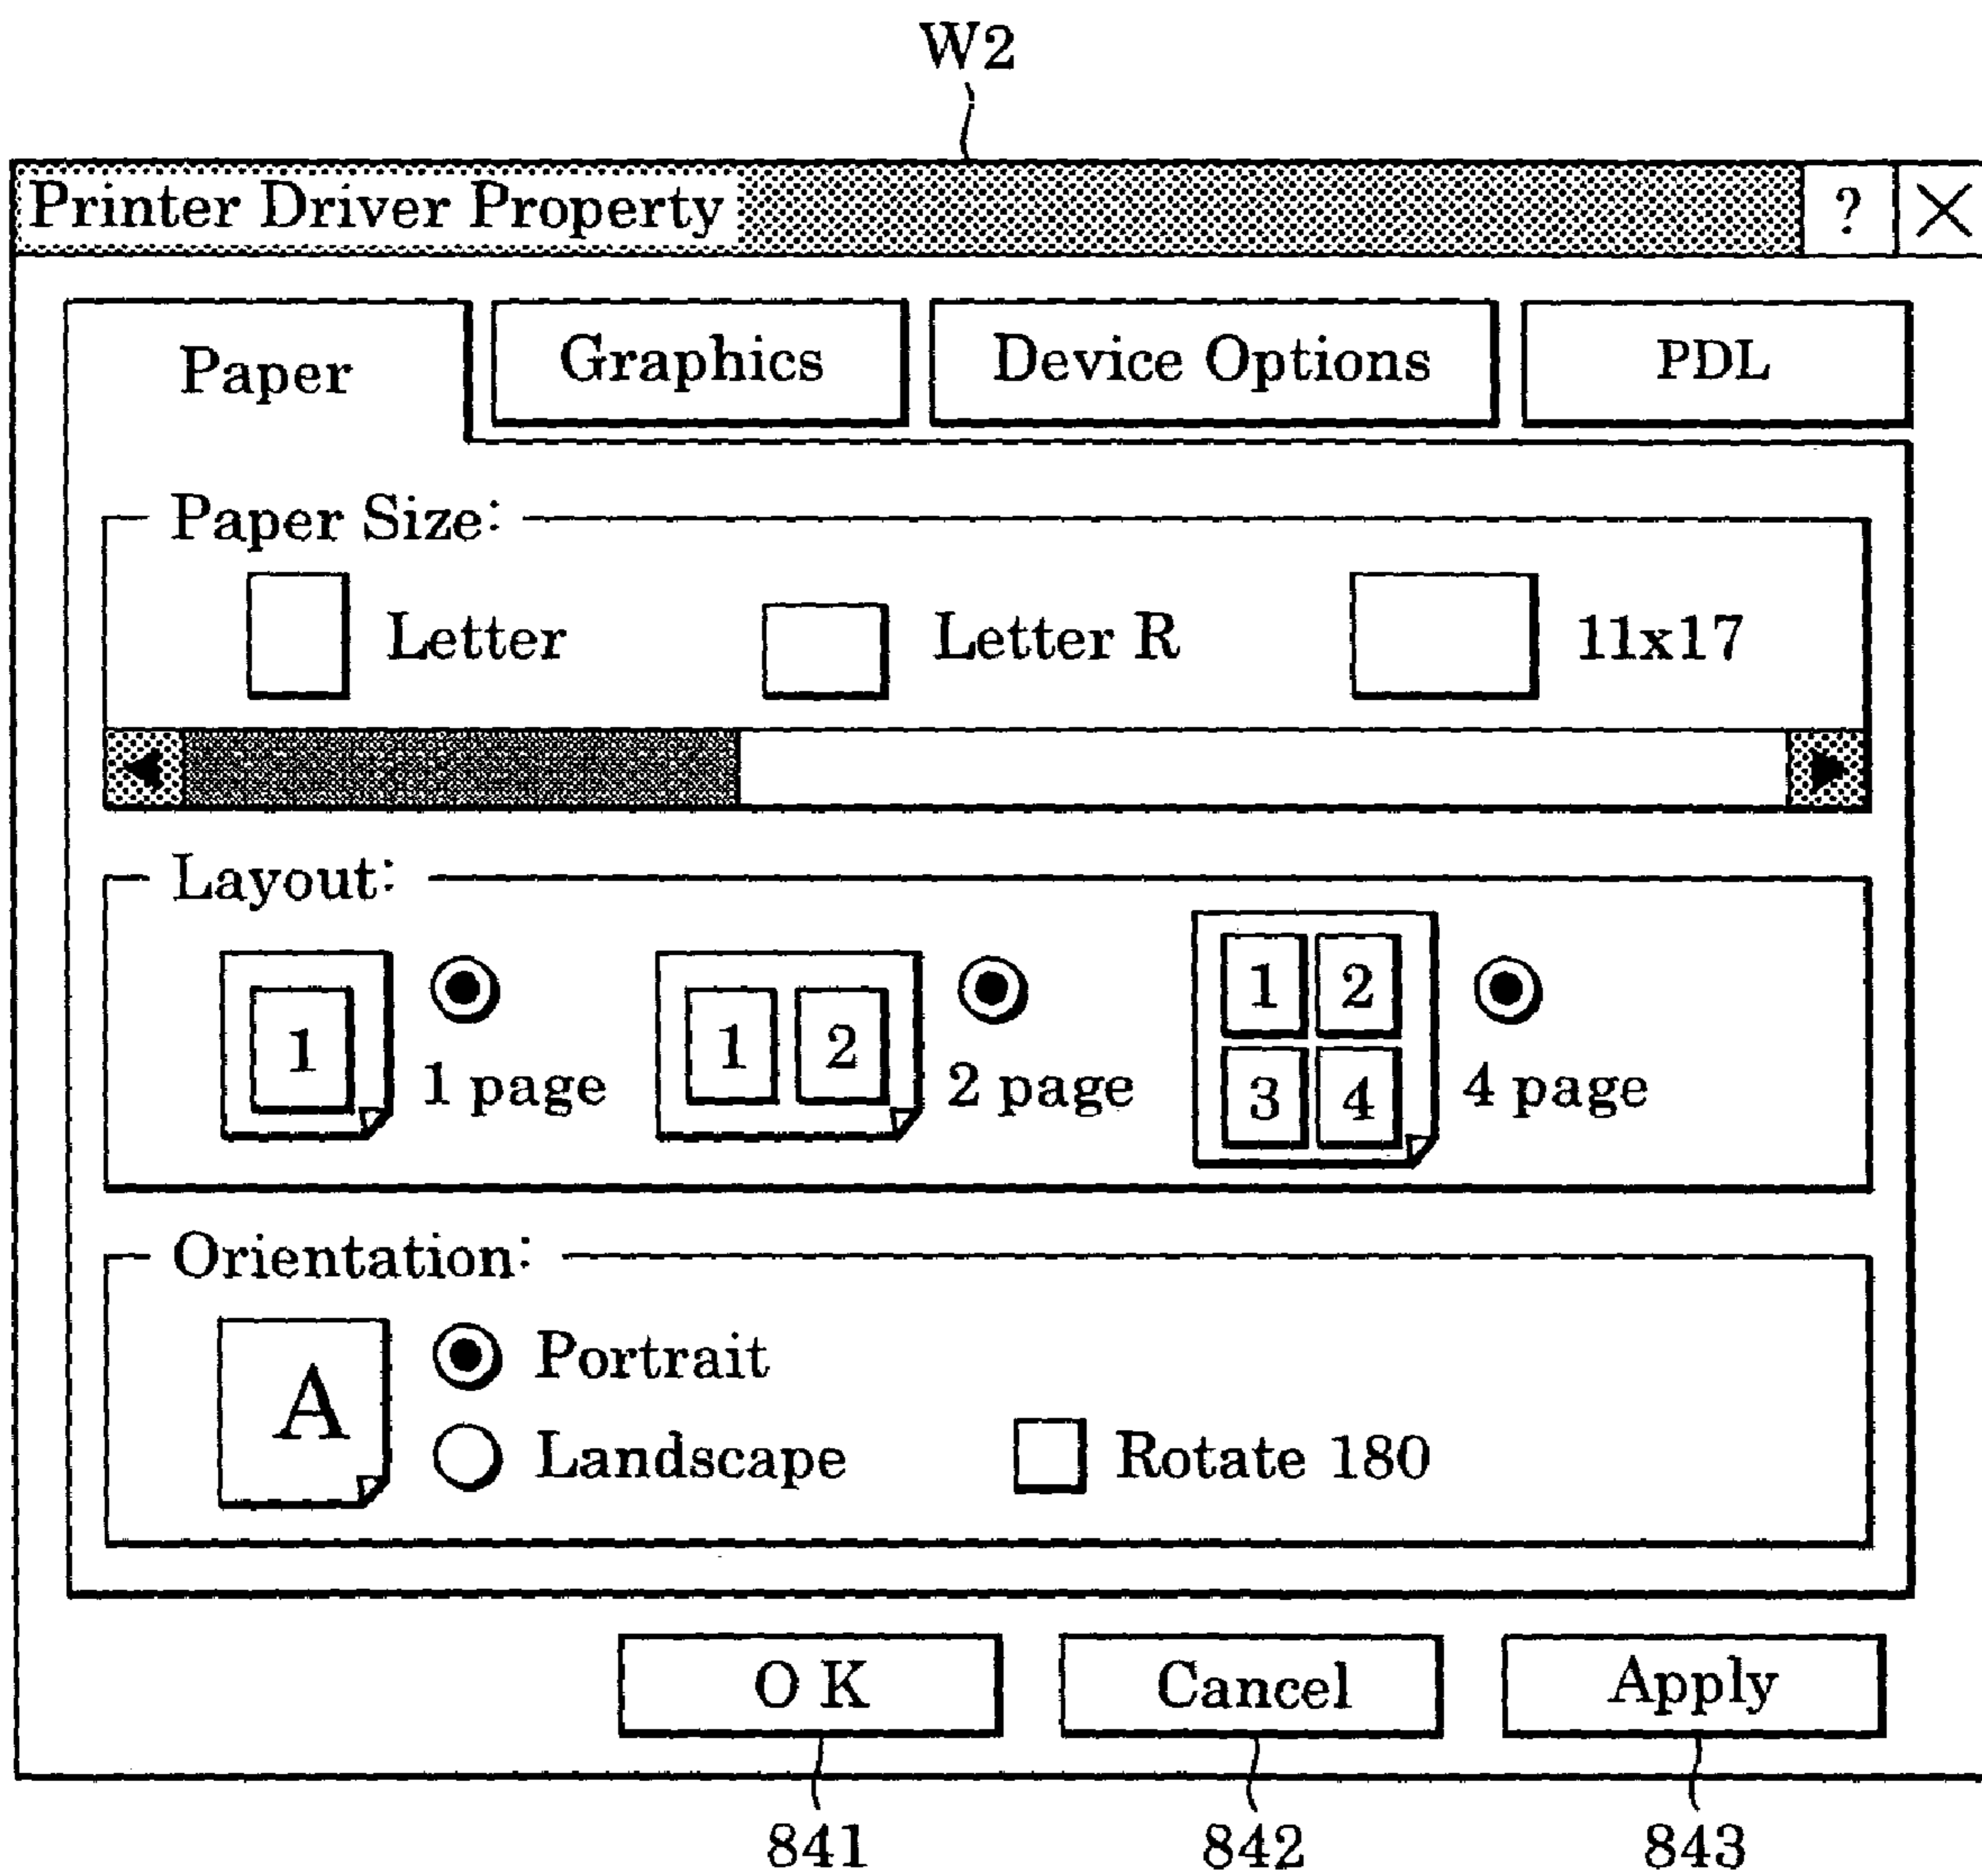 W2
Printer Driver Property ? X
Paper Graphics Device Options PDL
Paper Size:
Letter Letter R 11x17
Layout:
1 1 page 1 2 2 page 1 2 3 4 4 page
Orientation:
A Portrait
Landscape Rotate 180
O K Cancel Apply
841 842 843